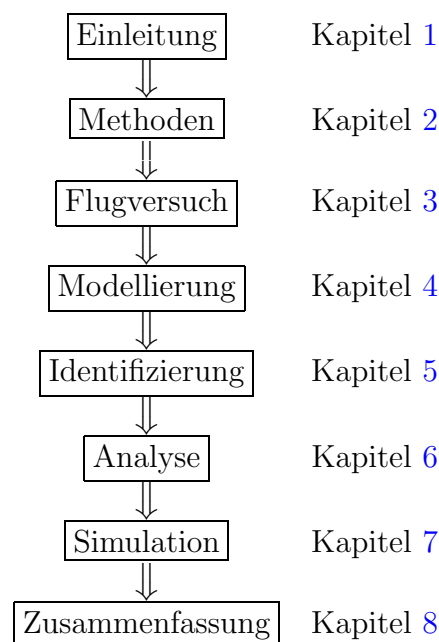 Einleitung Kapitel 1
Methoden Kapitel 2
Flugversuch Kapitel 3
Modellierung Kapitel 4
Identifizierung Kapitel 5
Analyse Kapitel 6
Simulation Kapitel 7
Zusammenfassung Kapitel 8